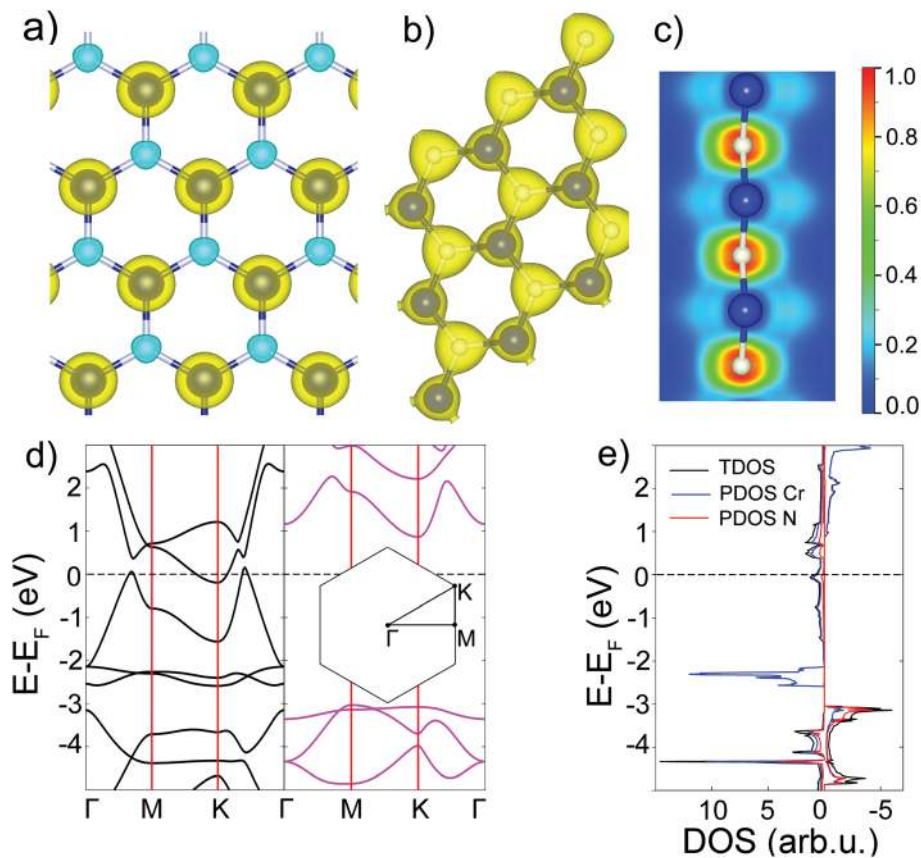 a)
b)
c)
1.0
0.8
0.6
0.4
0.2
0.0
d)
E-E_F (eV)
2
1
0
-1
-2
-3
-4
K
Γ
M
Γ
M
K
Γ
M
K
Γ
e)
TDOS
PDOS Cr
PDOS N
E-E_F (eV)
2
1
0
-1
-2
-3
-4
10
5
0
-5
DOS (arb.u.)